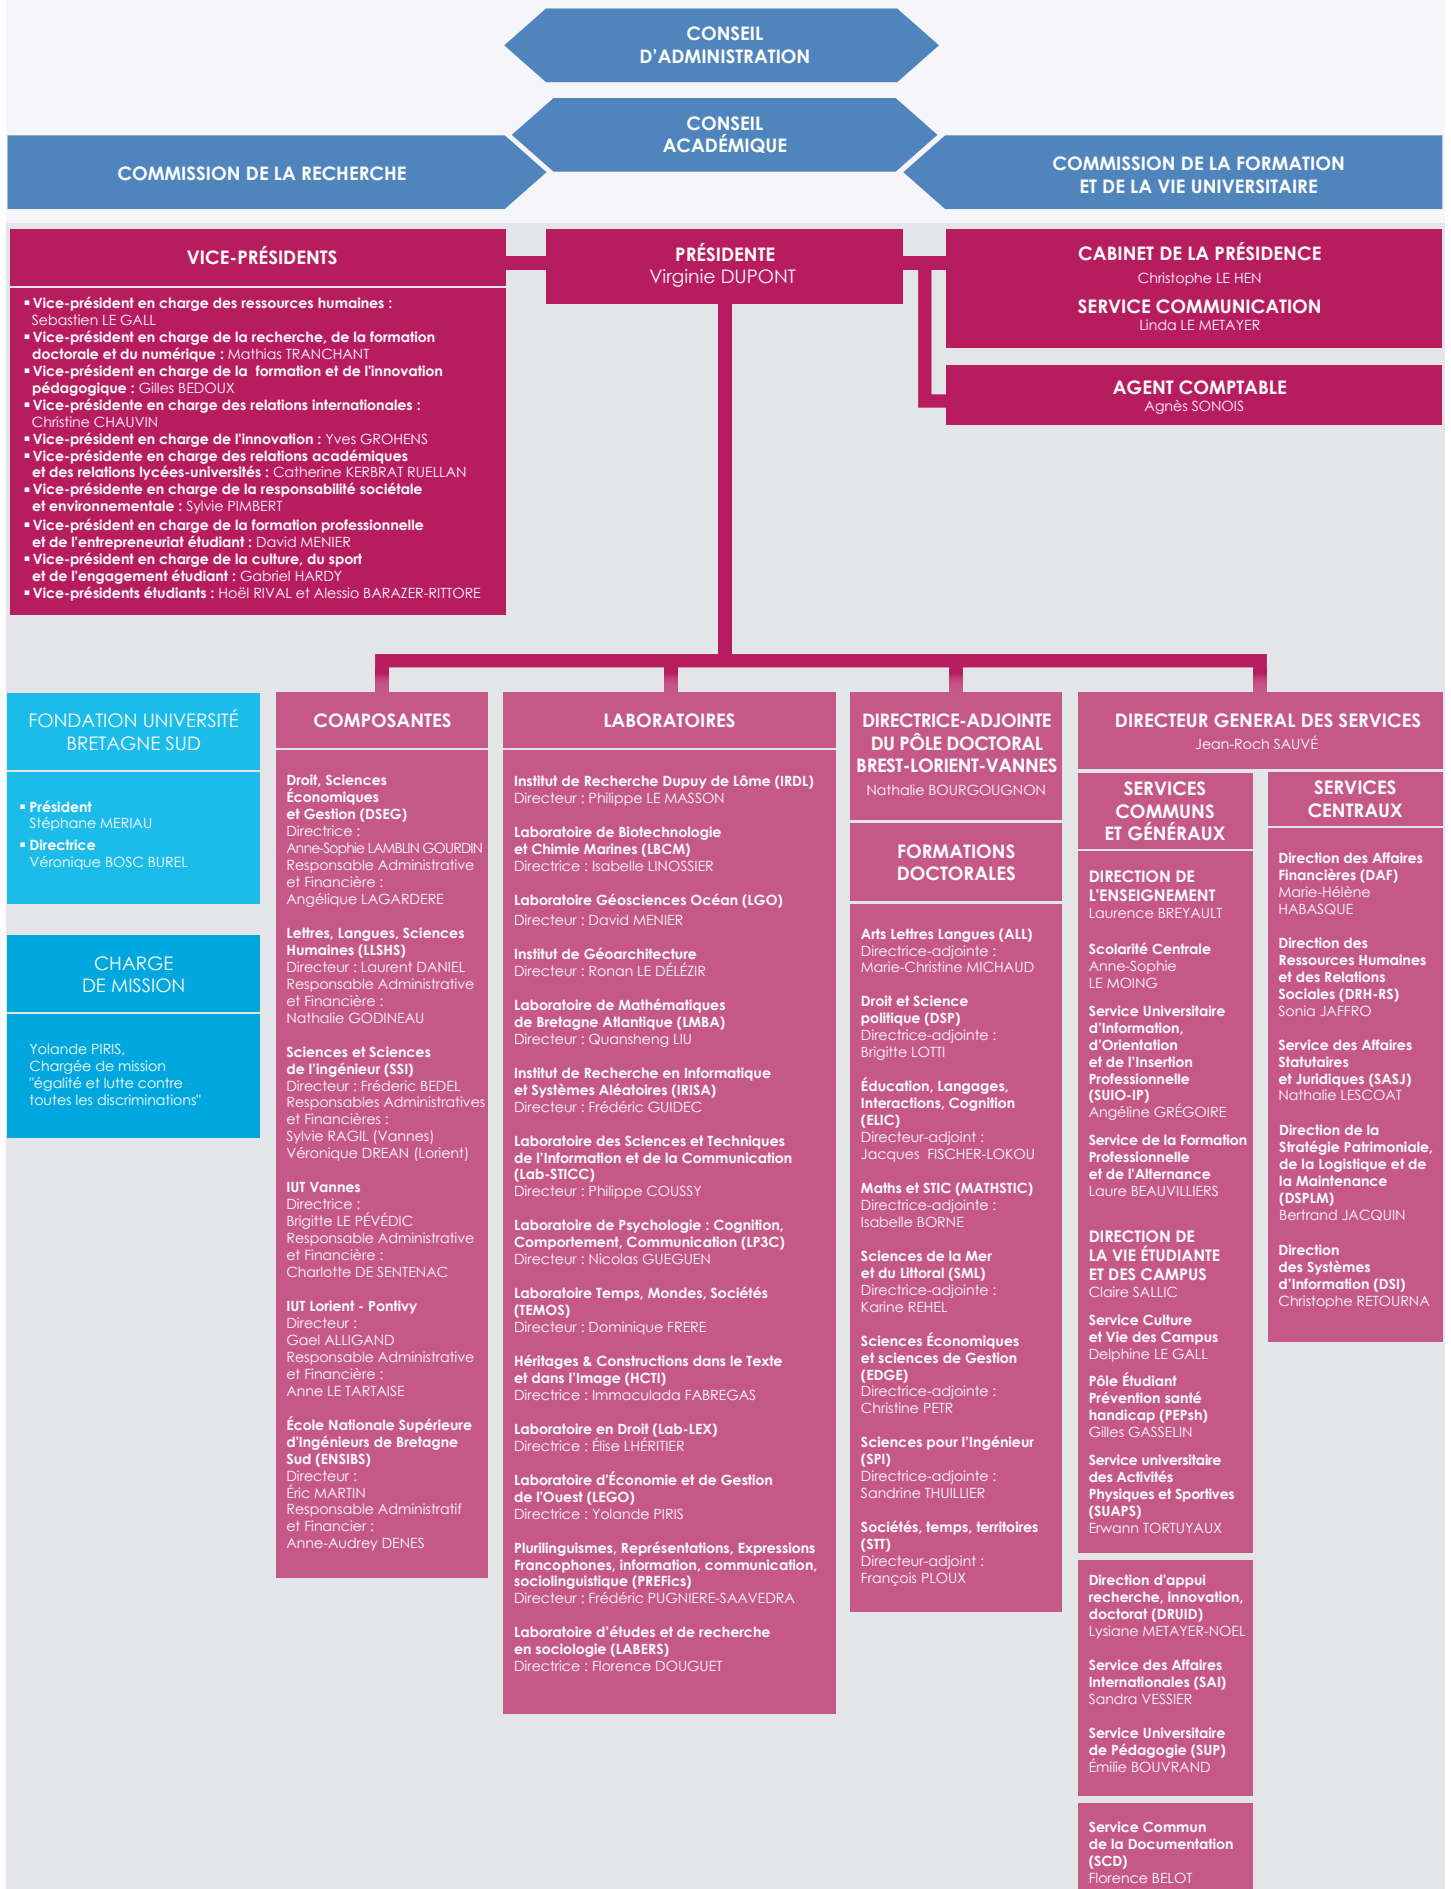 CONSEIL
D'ADMINISTRATION
CONSEIL
ACADÉMIQUE
COMMISSION DE LA RECHERCHE
COMMISSION DE LA FORMATION
ET DE LA VIE UNIVERSITAIRE
VICE-PRÉSIDENTS
▪ Vice-président en charge des ressources humaines :
Sebastien LE GALL
▪ Vice-président en charge de la recherche, de la formation
doctorale et du numérique : Mathias TRANCHANT
▪ Vice-président en charge de la formation et de l'innovation
pédagogique : Gilles BEDOUX
▪ Vice-présidente en charge des relations internationales :
Christine CHAUVIN
▪ Vice-président en charge de l'innovation : Yves GROHENS
▪ Vice-présidente en charge des relations académiques
et des relations lycées-universités : Catherine KERBRAT RUELLAN
▪ Vice-présidente en charge de la responsabilité sociétale
et environnementale : Sylvie PIMBERT
▪ Vice-président en charge de la formation professionnelle
et de l'entrepreneuriat étudiant : David MENIER
▪ Vice-président en charge de la culture, du sport
et de l'engagement étudiant : Gabriel HARDY
▪ Vice-présidents étudiants : Hoël RIVAL et Alessio BARAZER-RITTORE
PRÉSIDENTE
Virginie DUPONT
CABINET DE LA PRÉSIDENCE
Christophe LE HEN
SERVICE COMMUNICATION
Linda LE METAYER
AGENT COMPTABLE
Agnès SONOIS
FONDATION UNIVERSITÉ
BRETAGNE SUD
▪ Président
Stéphane MERIAU
▪ Directrice
Véronique BOSC BUREL
CHARGE
DE MISSION
Yolande PIRIS,
Chargée de mission
"égalité et lutte contre
toutes les discriminations"
COMPOSANTES
Droit, Sciences
Économiques
et Gestion (DSEG)
Directrice :
Anne-Sophie LAMBLIN GOURDIN
Responsable Administrative
et Financière :
Angélique LAGARDERE
Lettres, Langues, Sciences
Humaines (LLSHS)
Directeur : Laurent DANIEL
Responsable Administrative
et Financière :
Nathalie GODINEAU
Sciences et Sciences
de l'ingénieur (SSI)
Directeur : Fréderic BEDEL
Responsables Administratives
et Financières :
Sylvie RAGIL (Vannes)
Véronique DREAN (Lorient)
IUT Vannes
Directrice :
Brigitte LE PÉVÉDIC
Responsable Administrative
et Financière :
Charlotte DE SENTENAC
IUT Lorient - Pontivy
Directeur :
Gael ALLIGAND
Responsable Administrative
et Financière :
Anne LE TARTAISE
École Nationale Supérieure
d'Ingénieurs de Bretagne
Sud (ENSIBS)
Directeur :
Éric MARTIN
Responsable Administratif
et Financier :
Anne-Audrey DENES
LABORATOIRES
Institut de Recherche Dupuy de Lôme (IRDL)
Directeur : Philippe LE MASSON
Laboratoire de Biotechnologie
et Chimie Marines (LBCM)
Directrice : Isabelle LINOSSIER
Laboratoire Géosciences Océan (LGO)
Directeur : David MENIER
Institut de Géoarchitecture
Directeur : Ronan LE DÉLÉZIR
Laboratoire de Mathématiques
de Bretagne Atlantique (LMBA)
Directeur : Quansheng LIU
Institut de Recherche en Informatique
et Systèmes Aléatoires (IRISA)
Directeur : Frédéric GUIDEC
Laboratoire des Sciences et Techniques
de l'Information et de la Communication
(Lab-STICC)
Directeur : Philippe COUSSY
Laboratoire de Psychologie : Cognition,
Comportement, Communication (LP3C)
Directeur : Nicolas GUEGUEN
Laboratoire Temps, Mondes, Sociétés
(TEMOS)
Directeur : Dominique FRERE
Héritages & Constructions dans le Texte
et dans l'Image (HCTI)
Directrice : Immaculada FABREGAS
Laboratoire en Droit (Lab-LEX)
Directrice : Élise LHÉRITIER
Laboratoire d'Économie et de Gestion
de l'Ouest (LEGO)
Directrice : Yolande PIRIS
Plurilinguismes, Représentations, Expressions
Francophones, information, communication,
sociolinguistique (PREFics)
Directeur : Frédéric PUGNIERE-SAAVEDRA
Laboratoire d'études et de recherche
en sociologie (LABERS)
Directrice : Florence DOUGUET
DIRECTRICE-ADJOINTE
DU PÔLE DOCTORAL
BREST-LORIENT-VANNES
Nathalie BOURGOUGNON
FORMATIONS
DOCTORALES
Arts Lettres Langues (ALL)
Directrice-adjointe :
Marie-Christine MICHAUD
Droit et Science
politique (DSP)
Directrice-adjointe :
Brigitte LOTTI
Éducation, Langages,
Interactions, Cognition
(ELIC)
Directeur-adjoint :
Jacques FISCHER-LOKOU
Maths et STIC (MATHSTIC)
Directrice-adjointe :
Isabelle BORNE
Sciences de la Mer
et du Littoral (SML)
Directrice-adjointe :
Karine REHEL
Sciences Économiques
et sciences de Gestion
(EDGE)
Directrice-adjointe :
Christine PETR
Sciences pour l'Ingénieur
(SPI)
Directrice-adjointe :
Sandrine THUILLIER
Sociétés, temps, territoires
(STT)
Directeur-adjoint :
François PLOUX
DIRECTEUR GENERAL DES SERVICES
Jean-Roch SAUVÉ
SERVICES
COMMUNS
ET GÉNÉRAUX
DIRECTION DE
L'ENSEIGNEMENT
Laurence BREYAULT
Scolarité Centrale
Anne-Sophie
LE MOING
Service Universitaire
d'Information,
d'Orientation
et de l'Insertion
Professionnelle
(SUIO-IP)
Angéline GRÉGOIRE
Service de la Formation
Professionnelle
et de l'Alternance
Laure BEAUVILLIERS
DIRECTION DE
LA VIE ÉTUDIANTE
ET DES CAMPUS
Claire SALLIC
Service Culture
et Vie des Campus
Delphine LE GALL
Pôle Étudiant
Prévention santé
handicap (PEPsh)
Gilles GASSELIN
Service universitaire
des Activités
Physiques et Sportives
(SUAPS)
Erwann TORTUYAUX
Direction d'appui
recherche, innovation,
doctorat (DRUID)
Lysiane METAYER-NOEL
Service des Affaires
Internationales (SAI)
Sandra VESSIER
Service Universitaire
de Pédagogie (SUP)
Émilie BOUVRAND
Service Commun
de la Documentation
(SCD)
Florence BELOT
SERVICES
CENTRAUX
Direction des Affaires
Financières (DAF)
Marie-Hélène
HABASQUE
Direction des
Ressources Humaines
et des Relations
Sociales (DRH-RS)
Sonia JAFFRO
Service des Affaires
Statutaires
et Juridiques (SASJ)
Nathalie LESCOAT
Direction de la
Stratégie Patrimoniale,
de la Logistique et de
la Maintenance
(DSPLM)
Bertrand JACQUIN
Direction
des Systèmes
d'Information (DSI)
Christophe RETOURNA